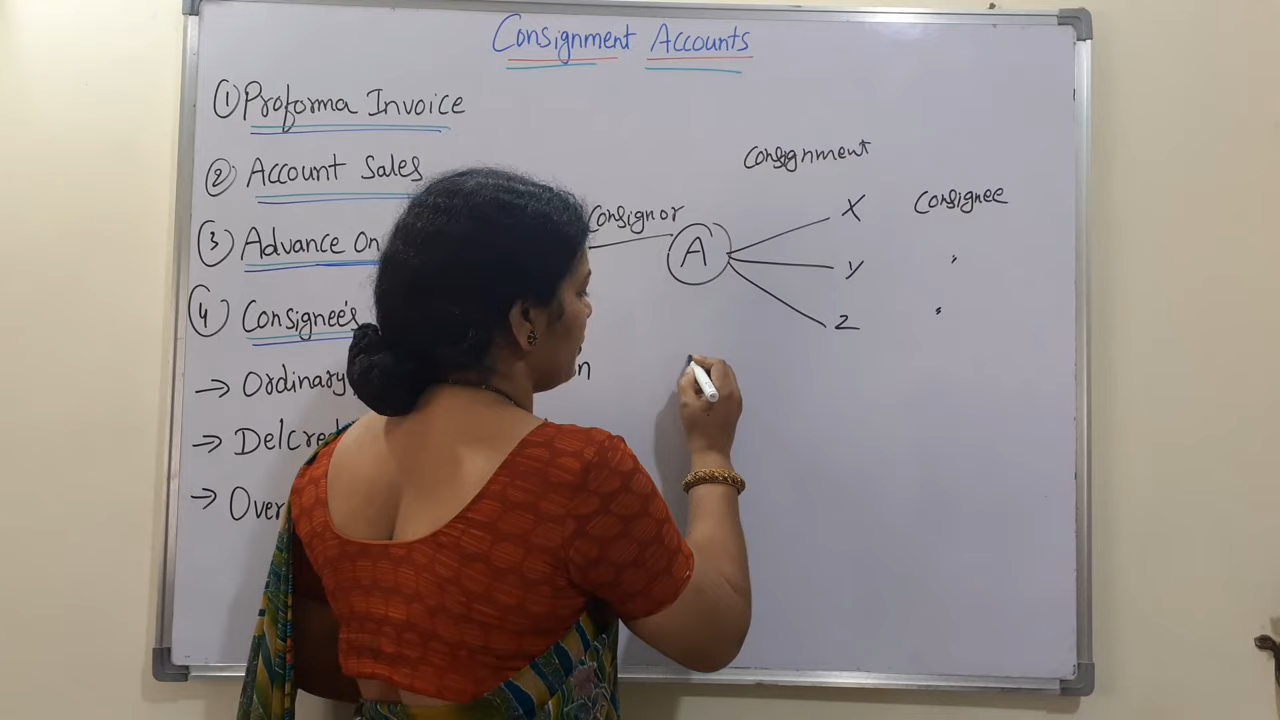 Consignment Accounts
① Proforma Invoice
② Account Sales
③ Advance On
④ Consignee's
→ Ordinary
→ Delcred
→ Over
n
Consignment
Consignor
A
X
Consignee
y
"
Z
"